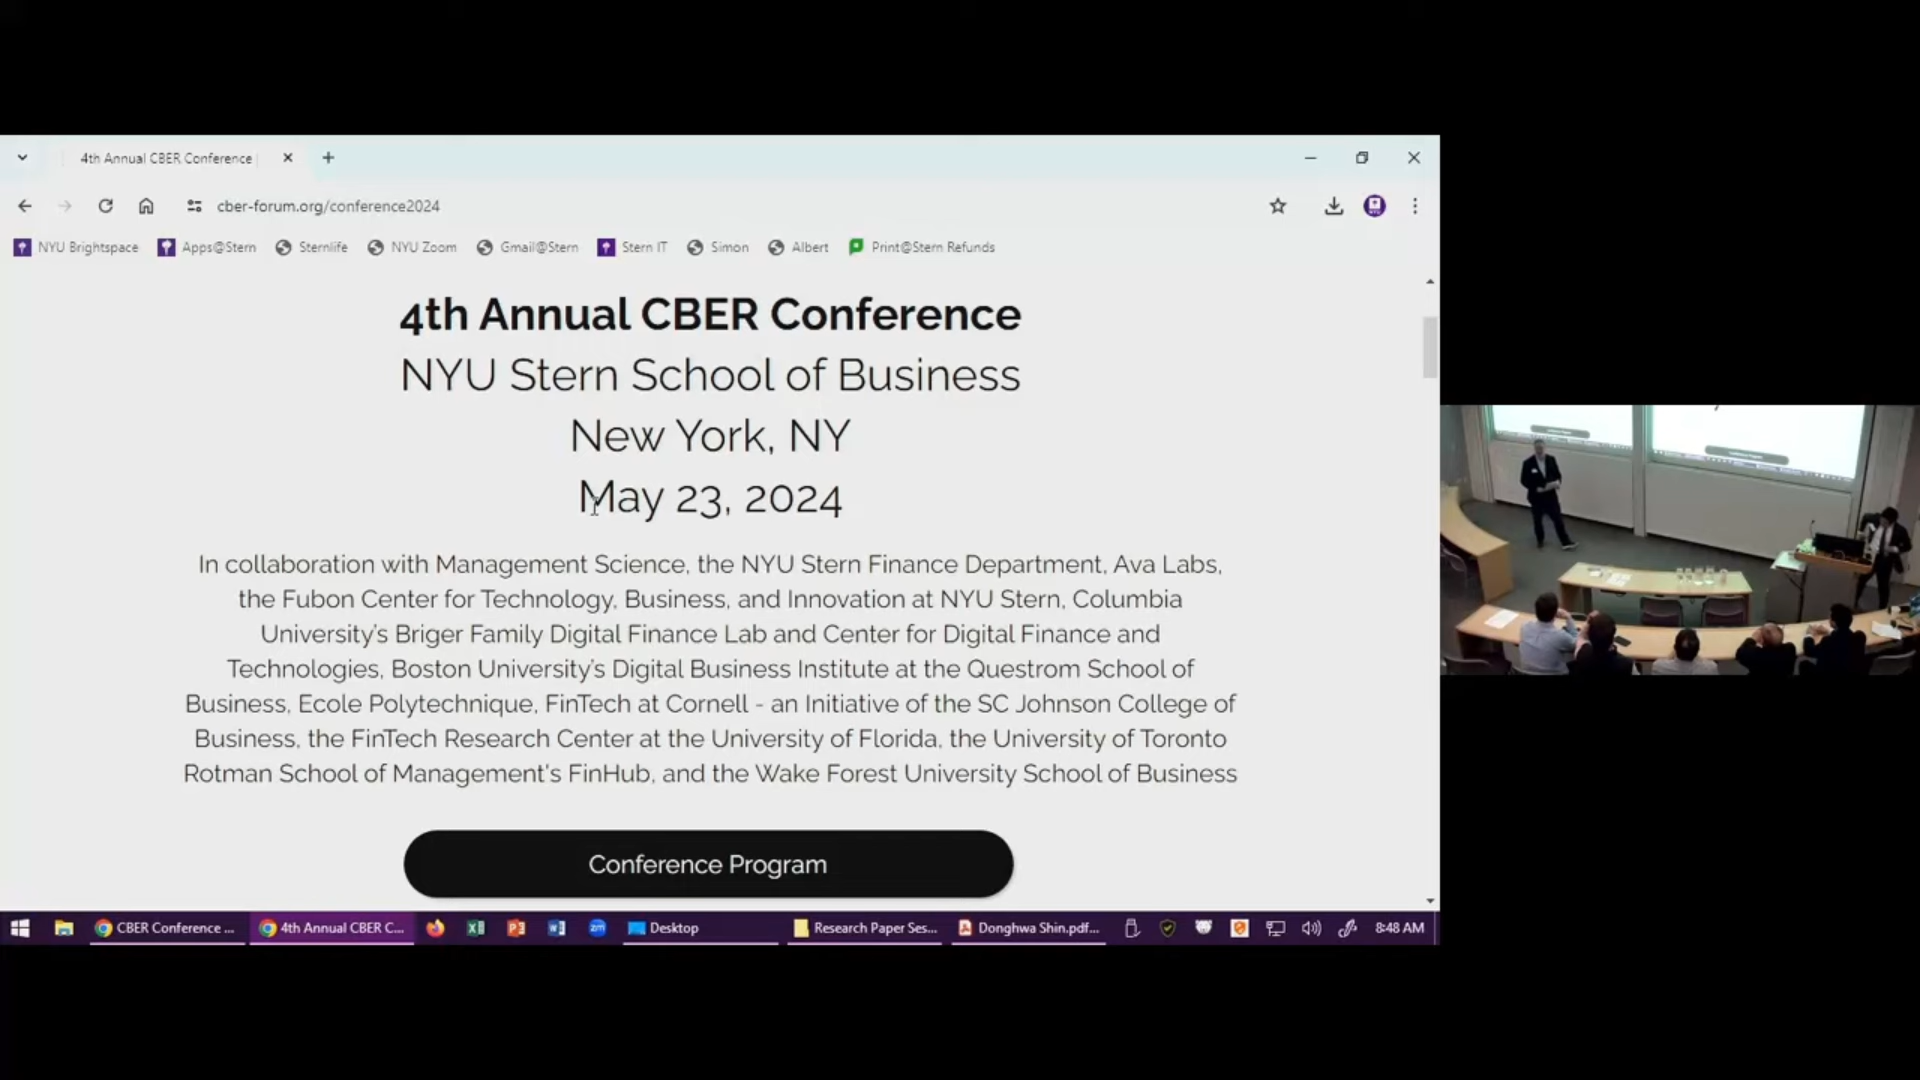 4th Annual CBER Conference
cber-forum.org/conference2024
NYU Brightspace Apps@Stern Sternlife NYU Zoom Gmail@Stern Stern IT Simon Albert Print@Stern Refunds
4th Annual CBER Conference
NYU Stern School of Business
New York, NY
May 23, 2024
In collaboration with Management Science, the NYU Stern Finance Department, Ava Labs,
the Fubon Center for Technology, Business, and Innovation at NYU Stern, Columbia
University's Briger Family Digital Finance Lab and Center for Digital Finance and
Technologies, Boston University's Digital Business Institute at the Questrom School of
Business, Ecole Polytechnique, FinTech at Cornell - an Initiative of the SC Johnson College of
Business, the FinTech Research Center at the University of Florida, the University of Toronto
Rotman School of Management's FinHub, and the Wake Forest University School of Business
Conference Program
CBER Conference ... 4th Annual CBER C... zm Desktop Research Paper Ses... Donghwa Shin.pdf... 8:48 AM